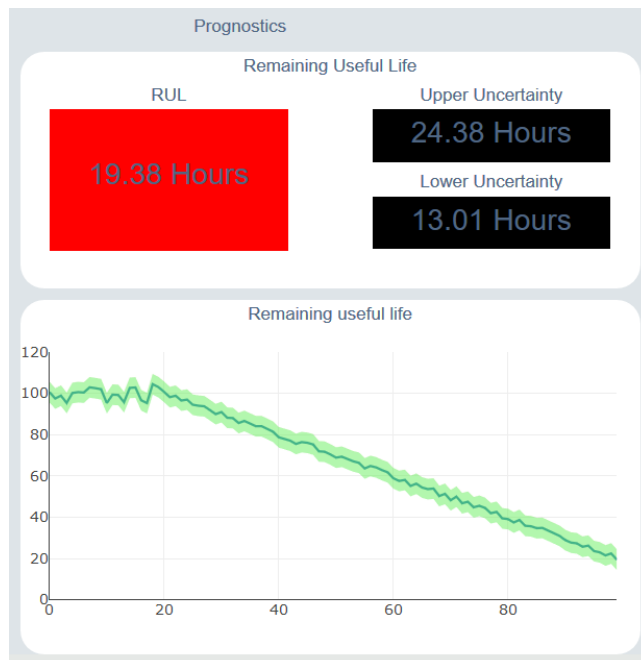 Prognostics
Remaining Useful Life
RUL
19.38 Hours
Upper Uncertainty
24.38 Hours
Lower Uncertainty
13.01 Hours
Remaining useful life
120
100
80
60
40
20
0
0 20 40 60 80